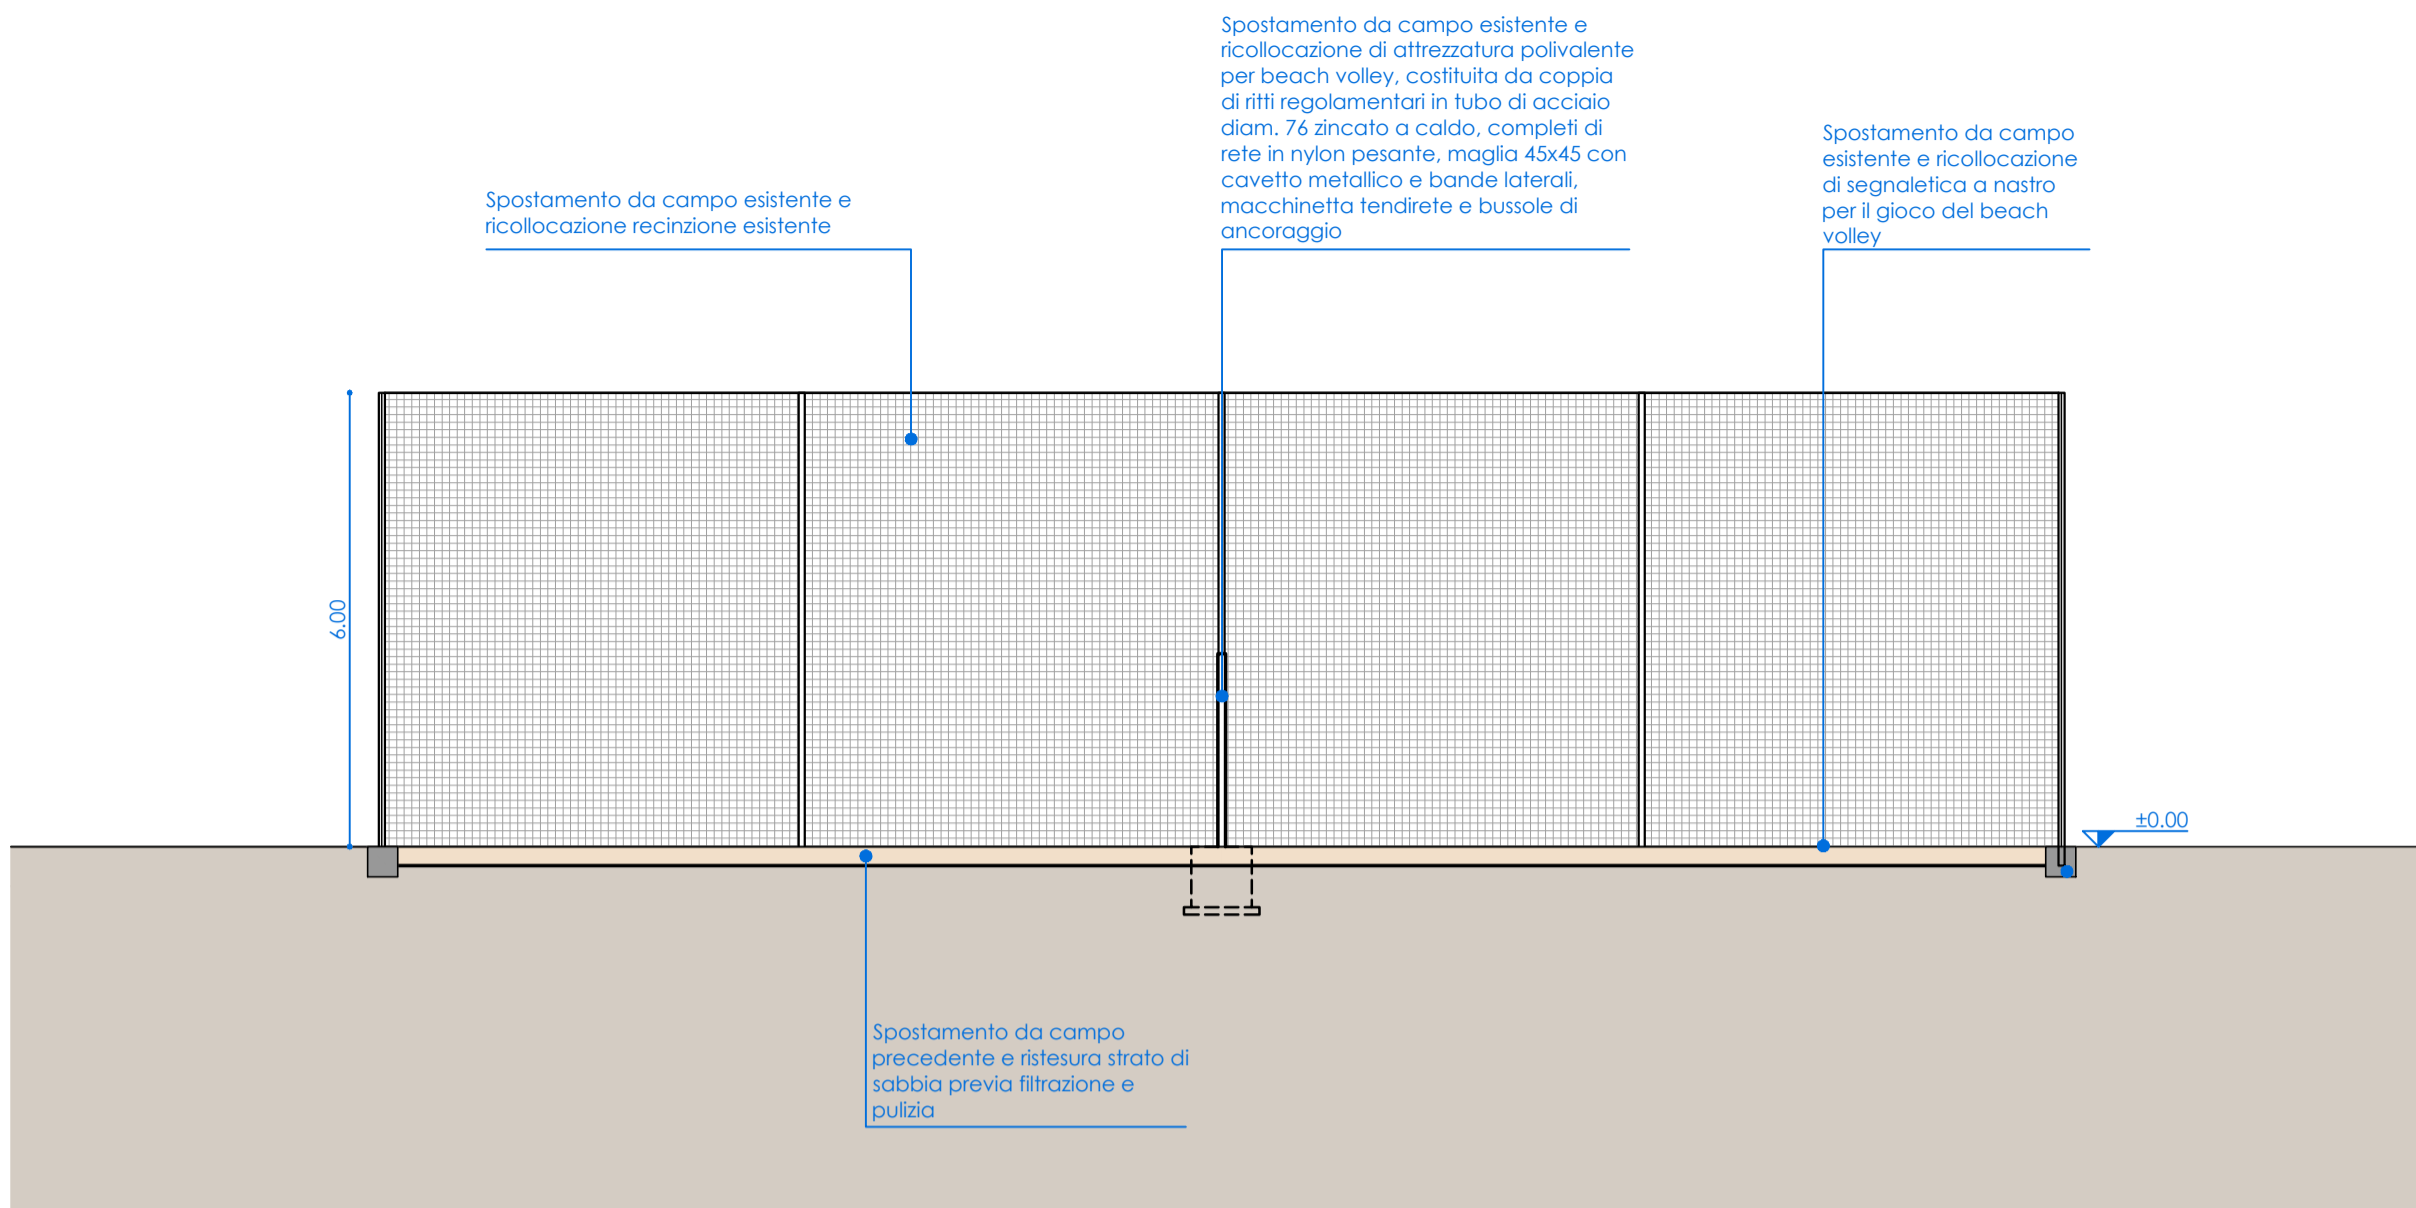 Spostamento da campo esistente e
ricollocazione di attrezzatura polivalente
per beach volley, costituita da coppia
di ritti regolamentari in tubo di acciaio
diam. 76 zincato a caldo, completi di
rete in nylon pesante, maglia 45x45 con
cavetto metallico e bande laterali,
macchinetta tendirete e bussole di
ancoraggio
Spostamento da campo
esistente e ricollocazione
di segnaletica a nastro
per il gioco del beach
volley
Spostamento da campo esistente e
ricollocazione recinzione esistente
6.00
±0.00
Spostamento da campo
precedente e ristesura strato di
sabbia previa filtrazione e
pulizia